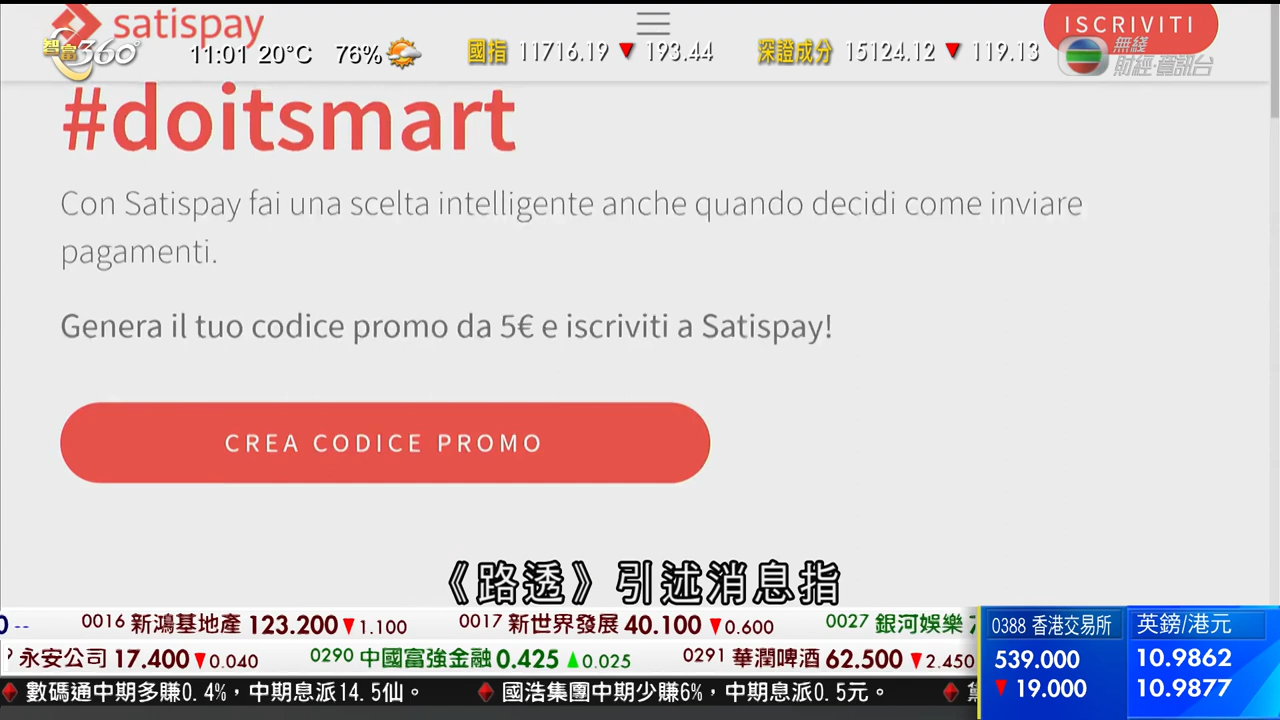 satispay
ISCRIVITI
智富360°
11:01 20°C 76%
國指 11716.19 ▼ 193.44
深證成分 15124.12 ▼ 119.13
無綫
財經·資訊台
#doitsmart
Con Satispay fai una scelta intelligente anche quando decidi come inviare
pagamenti.
Genera il tuo codice promo da 5€ e iscriviti a Satispay!
CREA CODICE PROMO
《路透》引述消息指
0 -- 0016 新鴻基地產 123.200 ▼ 1.100 0017 新世界發展 40.100 ▼ 0.600 0027 銀河娛樂
永安公司 17.400 ▼ 0.040 0290 中國富強金融 0.425 ▲ 0.025 0291 華潤啤酒 62.500 ▼ 2.450
數碼通中期多賺0.4%，中期息派14.5仙。 國浩集團中期少賺6%，中期息派0.5元。
0388 香港交易所
539.000
▼ 19.000
英鎊/港元
10.9862
10.9877